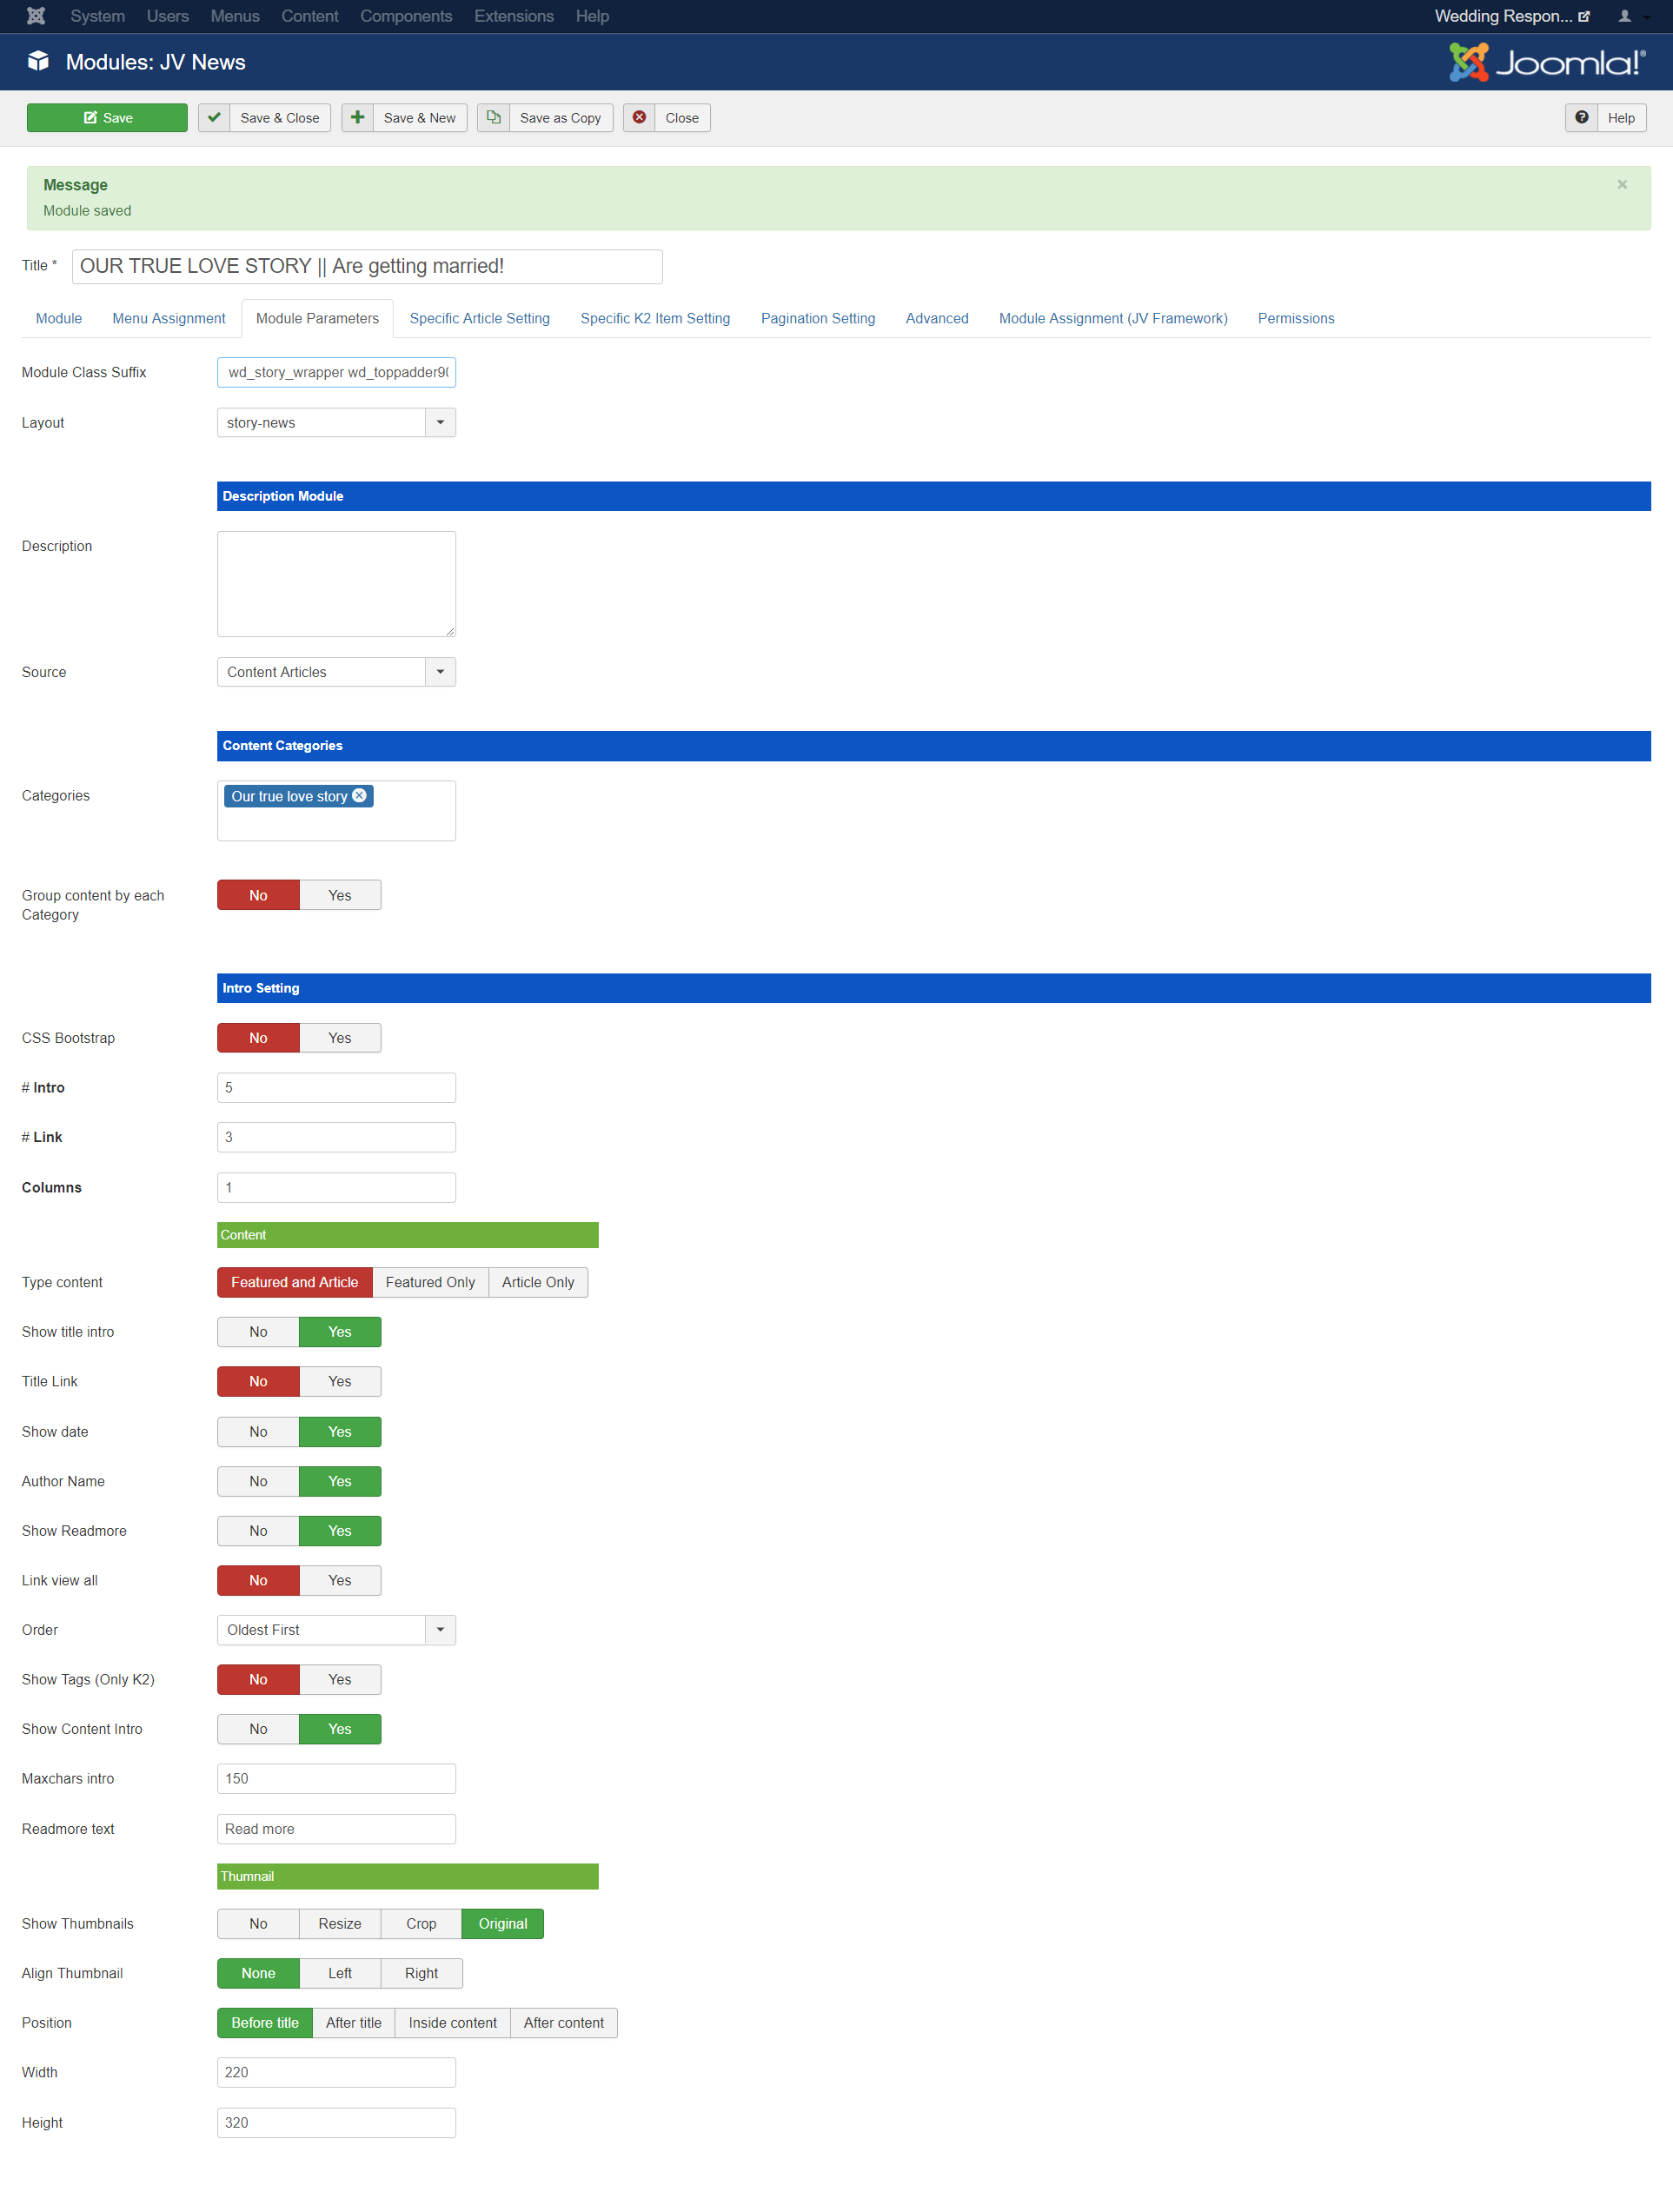 System Users Menus Content Components Extensions Help Wedding Respon...
Modules: JV News Joomla!®
Save Save & Close Save & New Save as Copy Close Help
Message
Module saved
Title * OUR TRUE LOVE STORY || Are getting married!
Module Menu Assignment Module Parameters Specific Article Setting Specific K2 Item Setting Pagination Setting Advanced Module Assignment (JV Framework) Permissions
Module Class Suffix wd_story_wrapper wd_toppadder90
Layout story-news
Description Module
Description
Source Content Articles
Content Categories
Categories Our true love story
Group content by each No Yes
Category
Intro Setting
CSS Bootstrap No Yes
# Intro 5
# Link 3
Columns 1
Content
Type content Featured and Article Featured Only Article Only
Show title intro No Yes
Title Link No Yes
Show date No Yes
Author Name No Yes
Show Readmore No Yes
Link view all No Yes
Order Oldest First
Show Tags (Only K2) No Yes
Show Content Intro No Yes
Maxchars intro 150
Readmore text Read more
Thumnail
Show Thumbnails No Resize Crop Original
Align Thumbnail None Left Right
Position Before title After title Inside content After content
Width 220
Height 320